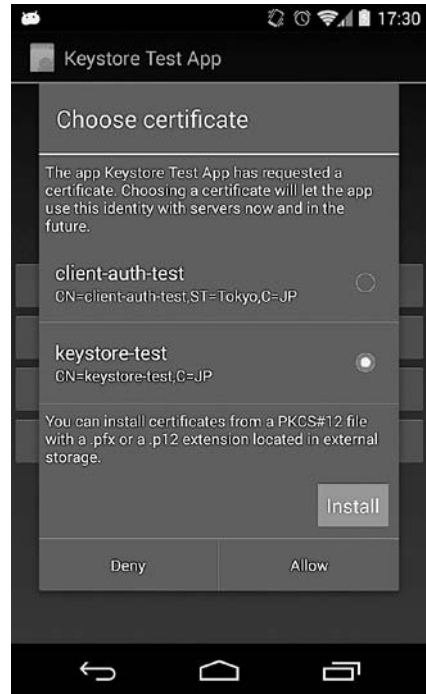 17:30
Keystore Test App
Choose certificate
The app Keystore Test App has requested a
certificate. Choosing a certificate will let the app
use this identity with servers now and in the
future.
client-auth-test
CN=client-auth-test,ST=Tokyo,C=JP
keystore-test
CN=keystore-test,C=JP
You can install certificates from a PKCS#12 file
with a .pfx or a .p12 extension located in external
storage.
Install
Deny Allow